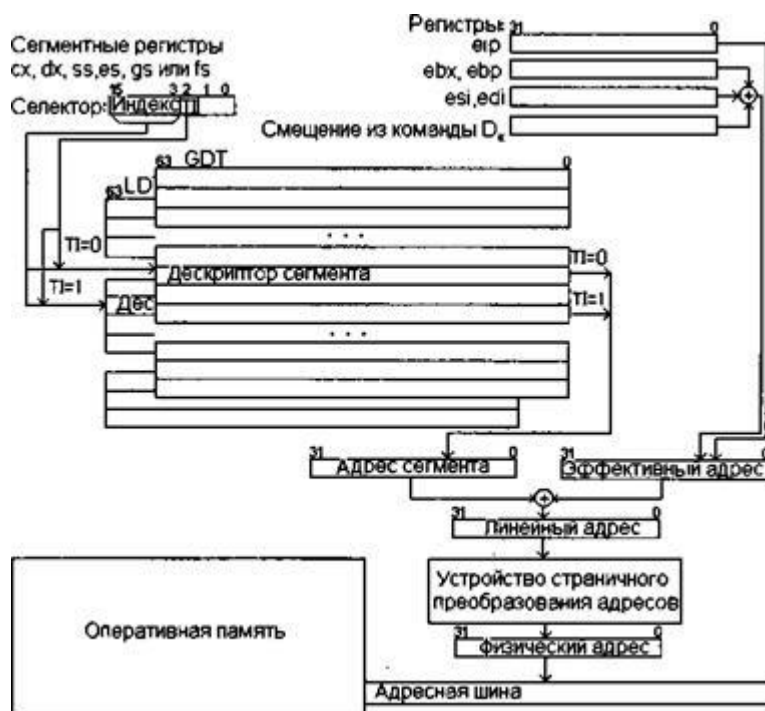 Сегментные регистры
cx, dx, ss,es, gs или fs
15 3 2 1 0
Селектор: Индекс TI
Регистры:
31 0
eip
ebx, ebp
esi,edi
Смещение из команды Dк
63 GDT 0
63 LDT
. . .
TI=0
TI=1
Дескриптор сегмента
TI=0
Дес
TI=1
. . .
31 0
Адрес сегмента
31 0
Эффективный адрес
31 0
Линейный адрес
Устройство страничного
преобразования адресов
31 0
Физический адрес
Оперативная память
Адресная шина